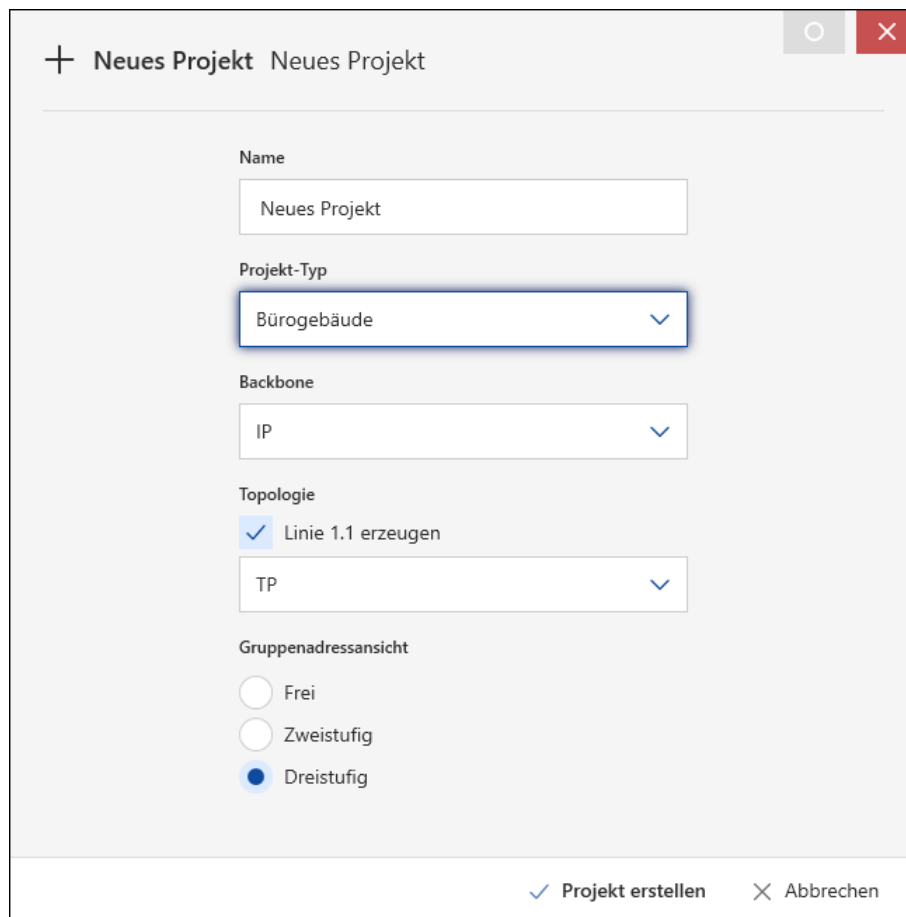 Neues Projekt Neues Projekt
Name
Neues Projekt
Projekt-Typ
Bürogebäude
Backbone
IP
Topologie
Linie 1.1 erzeugen
TP
Gruppenadressansicht
Frei
Zweistufig
Dreistufig
Projekt erstellen Abbrechen